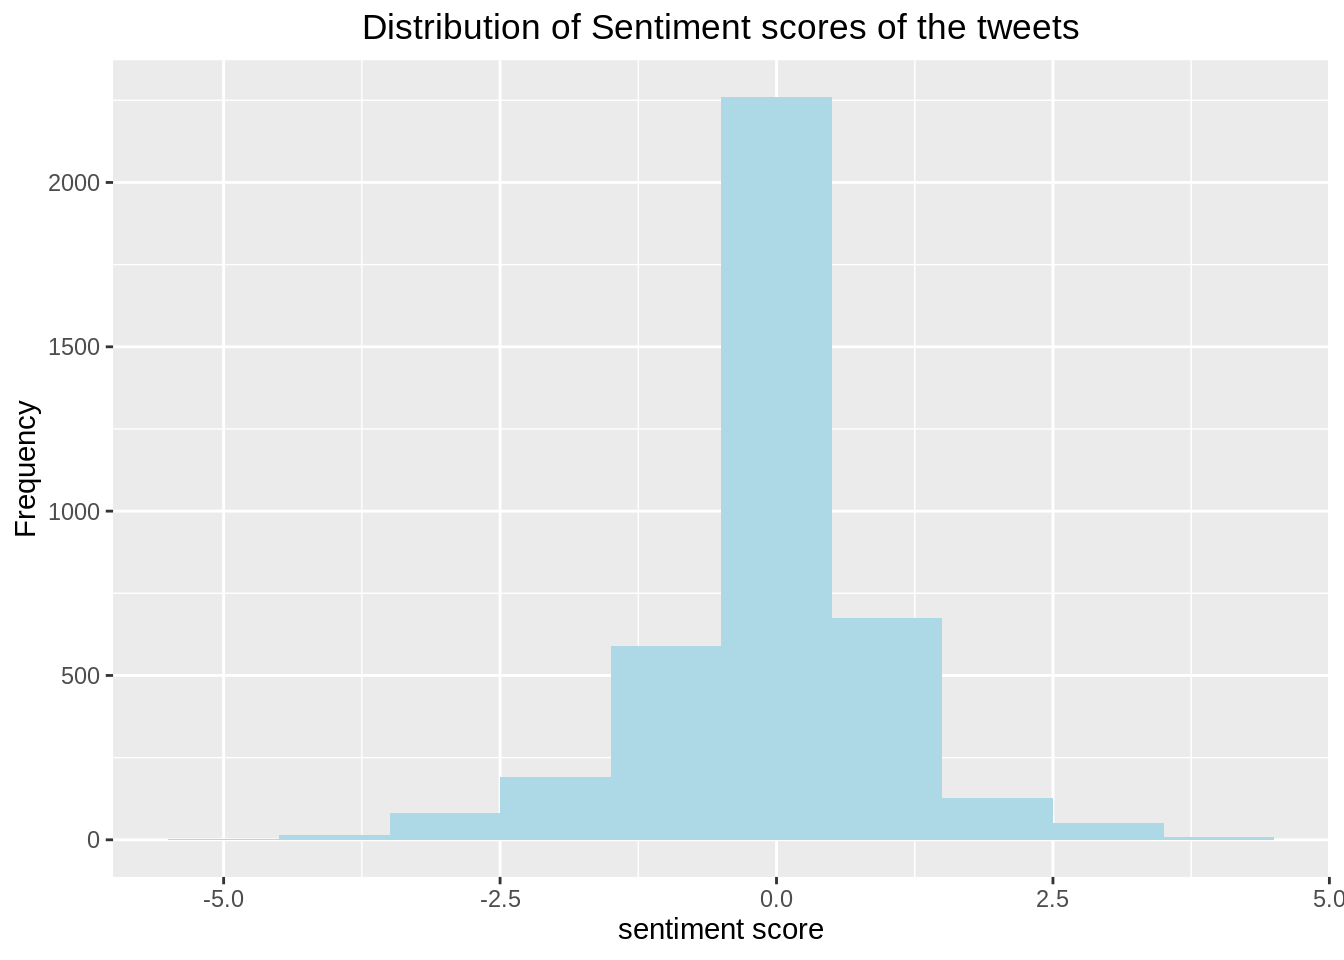 Distribution of Sentiment scores of the tweets
Frequency
2000
1500
1000
500
0
-5.0 -2.5 0.0 2.5 5.0
sentiment score